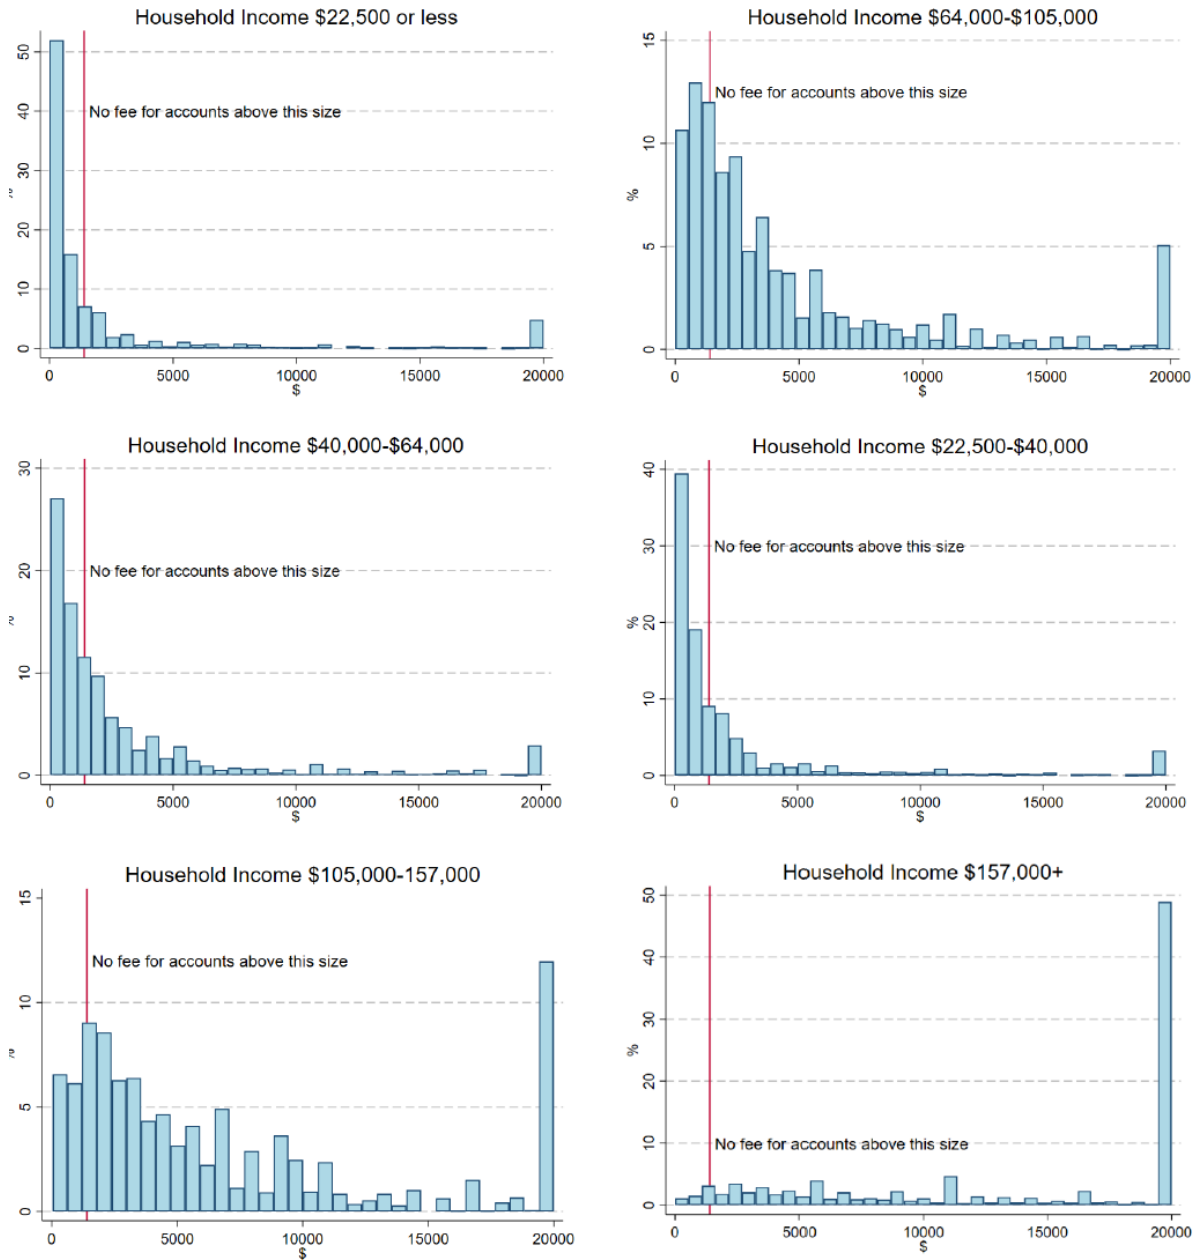 Household Income $22,500 or less
50
40
30
20
10
0
%
No fee for accounts above this size
0 5000 10000 15000 20000
$
Household Income $64,000-$105,000
15
10
5
0
%
No fee for accounts above this size
0 5000 10000 15000 20000
$
Household Income $40,000-$64,000
30
20
10
0
%
No fee for accounts above this size
0 5000 10000 15000 20000
$
Household Income $22,500-$40,000
40
30
20
10
0
%
No fee for accounts above this size
0 5000 10000 15000 20000
$
Household Income $105,000-157,000
15
10
5
0
%
No fee for accounts above this size
0 5000 10000 15000 20000
$
Household Income $157,000+
50
40
30
20
10
0
%
No fee for accounts above this size
0 5000 10000 15000 20000
$